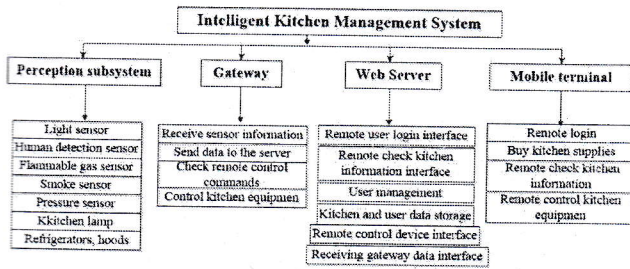 Intelligent Kitchen Management System
Perception subsystem
Light sensor
Human detection sensor
Flammable gas sensor
Smoke sensor
Pressure sensor
Kkitchen lamp
Refrigerators, hoods
Gateway
Receive sensor information
Send data to the server
Check remote control
commands
Control kitchen equipmen
Web Server
Remote user login interface
Remote check kitchen
information interface
User management
Kitchen and user data storage
Remote control device interface
Receiving gateway data interface
Mobile terminal
Remote login
Buy kitchen supplies
Remote check kitchen
information
Remote control kitchen
equipmen